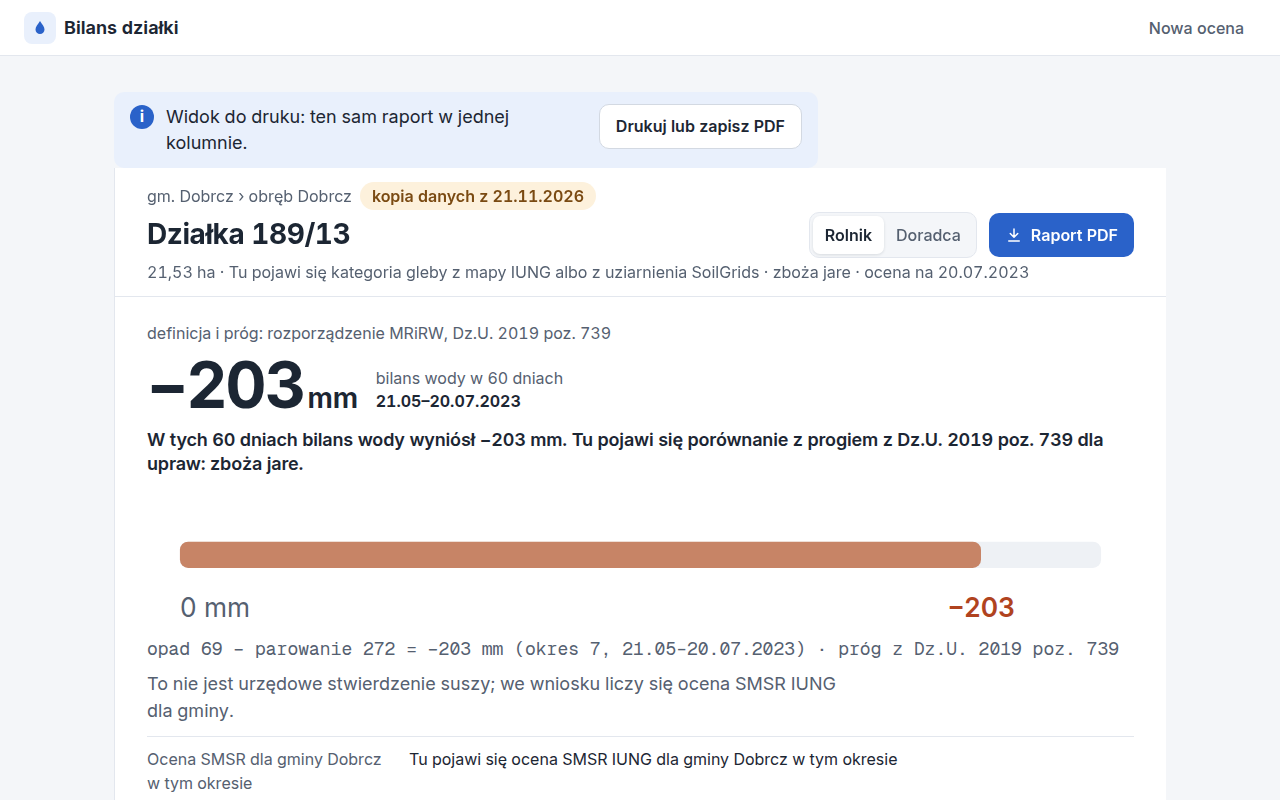 Bilans działki
Nowa ocena
Widok do druku: ten sam raport w jednej
kolumnie.
Drukuj lub zapisz PDF
gm. Dobrcz › obręb Dobrcz
kopia danych z 21.11.2026
Działka 189/13
Rolnik
Doradca
Raport PDF
21,53 ha · Tu pojawi się kategoria gleby z mapy IUNG albo z uziarnienia SoilGrids · zboża jare · ocena na 20.07.2023
definicja i próg: rozporządzenie MRiRW, Dz.U. 2019 poz. 739
−203 mm
bilans wody w 60 dniach
21.05–20.07.2023
W tych 60 dniach bilans wody wyniósł −203 mm. Tu pojawi się porównanie z progiem z Dz.U. 2019 poz. 739 dla
upraw: zboża jare.
0 mm
−203
opad 69 − parowanie 272 = −203 mm (okres 7, 21.05–20.07.2023) · próg z Dz.U. 2019 poz. 739
To nie jest urzędowe stwierdzenie suszy; we wniosku liczy się ocena SMSR IUNG
dla gminy.
Ocena SMSR dla gminy Dobrcz
w tym okresie
Tu pojawi się ocena SMSR IUNG dla gminy Dobrcz w tym okresie